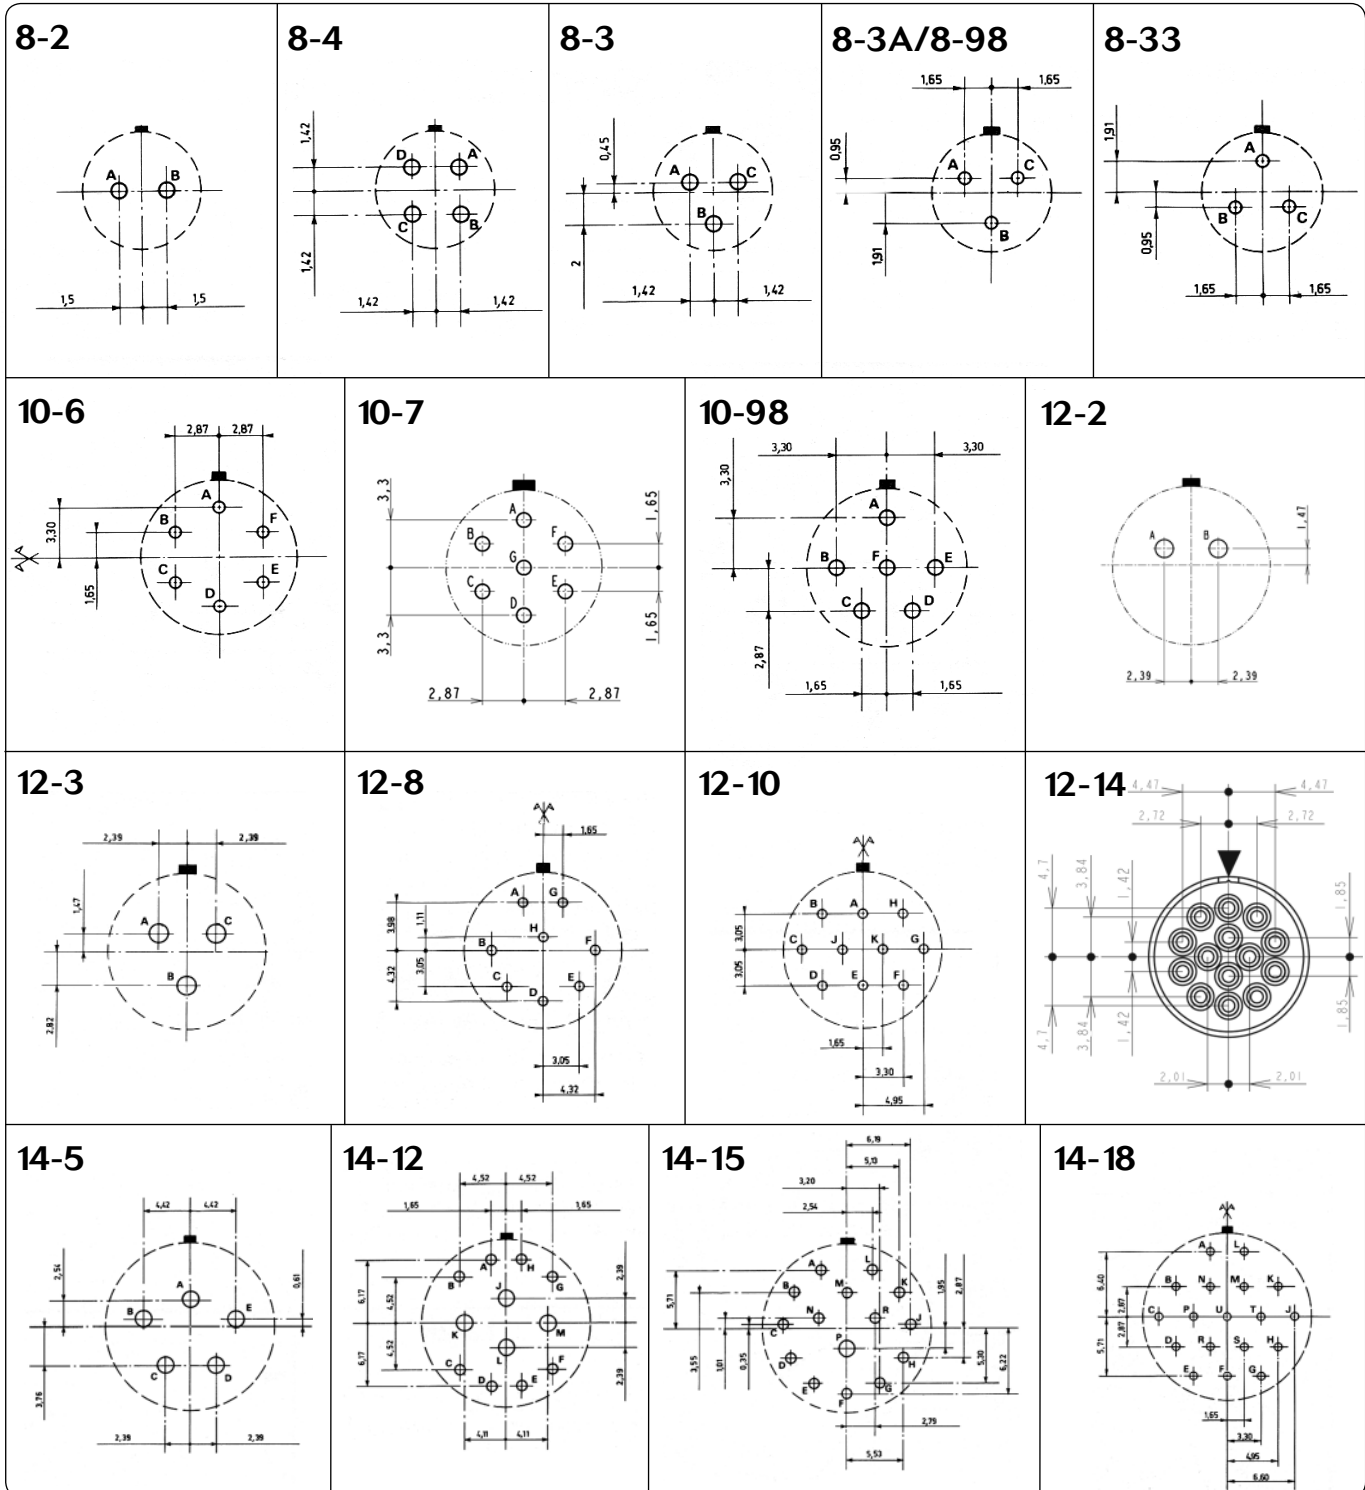 8-2
A
B
1,5
1,5
8-4
1,42
D
A
C
B
1,42
1,42
1,42
8-3
0,45
A
C
B
2
1,42
1,42
8-3A/8-98
1,65
1,65
0,95
A
C
B
1,91
8-33
1,91
A
B
C
0,95
1,65
1,65
10-6
2,87
2,87
A
3,30
B
F
C
E
1,65
D
10-7
3,3
A
1,65
B
F
G
C
E
D
1,65
3,3
2,87
2,87
10-98
3,30
3,30
3,30
A
B
F
E
C
D
2,87
1,65
1,65
12-2
1,47
A
B
2,39
2,39
12-3
2,39
2,39
1,47
A
C
B
2,82
12-8
1,65
A
G
3,98
1,11
H
B
F
4,32
3,05
C
E
D
3,05
4,32
12-10
B
A
H
3,05
C
J
K
G
3,05
D
E
F
1,65
3,30
4,95
12-14
4,47
4,47
2,72
2,72
4,7
3,84
1,42
1,85
4,7
3,84
1,42
1,85
2,01
2,01
14-5
4,42
4,42
2,54
0,61
A
B
E
C
D
3,76
2,39
2,39
14-12
4,52
4,52
1,65
1,65
A
H
B
G
6,17
4,52
J
2,39
K
M
6,17
4,52
L
2,39
C
F
D
E
4,11
4,11
14-15
6,19
5,13
3,20
2,54
A
L
5,71
B
M
K
1,95
2,87
N
R
C
J
3,55
1,01
0,35
P
D
H
5,30
6,22
E
G
F
2,79
5,53
14-18
A
L
6,40
B
N
M
K
2,87
C
P
U
T
J
5,71
2,87
D
R
S
H
E
F
G
1,65
3,30
4,95
6,60